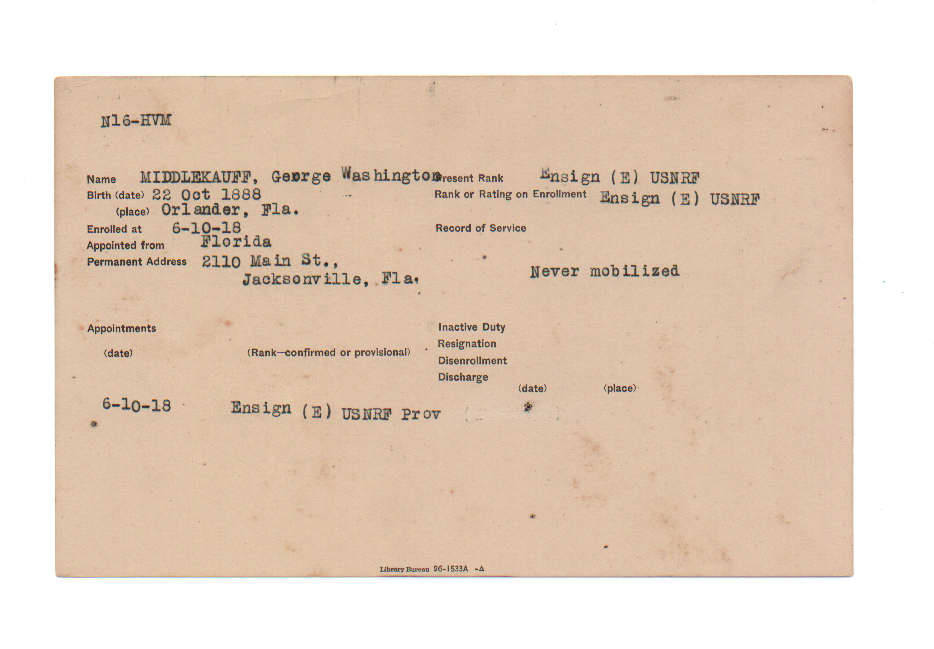 N16-HVM
Name MIDDLEKAUFF, George Washington Present Rank Ensign (E) USNRF
Birth (date) 22 Oct 1888 Rank or Rating on Enrollment Ensign (E) USNRF
(place) Orlander, Fla.
Enrolled at 6-10-18 Record of Service
Appointed from Florida
Permanent Address 2110 Main St.,
Jacksonville, Fla. Never mobilized
Appointments Inactive Duty
Resignation
(date) (Rank—confirmed or provisional) Disenrollment
Discharge
(date) (place)
6-10-18 Ensign (E) USNRF Prov
Library Bureau 96-1533A -A